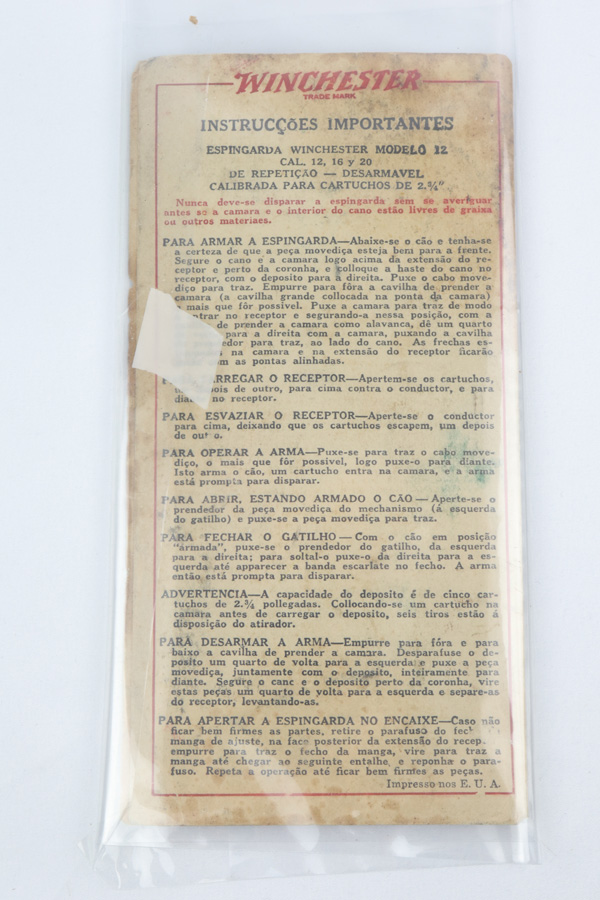 WINCHESTER
TRADE MARK
INSTRUCÇÕES IMPORTANTES
ESPINGARDA WINCHESTER MODELO 12
CAL. 12, 16 y 20
DE REPETIÇÃO — DESARMAVEL
CALIBRADA PARA CARTUCHOS DE 2.¾"
Nunca deve-se disparar a espingarda sem se averiguar
antes se a camara e o interior do cano estão livres de graixa
ou outros materiaes.
PARA ARMAR A ESPINGARDA—Abaixe-se o cão e tenha-se
a certeza de que a peça movediça esteja bem para a frente.
Segure o cano e a camara logo acima da extensão do re-
ceptor e perto da coronha, e colloque a haste do cano no
receptor, com o deposito para a direita. Puxe o cabo move-
diço para traz. Empurre para fôra a cavilha de prender a
camara (a cavilha grande collocada na ponta da camara)
o mais que fôr possivel. Puxe a camara para traz de modo
entrar no receptor e segurando-a nessa posição, com a
de prender a camara como alavanca, dê um quarto
para a direita com a camara, puxando a cavilha
para traz, ao lado do cano. As frechas es-
na camara e na extensão do receptor ficarão
as pontas alinhadas.
O RECEPTOR—Apertem-se os cartuchos,
de outro, para cima contra o conductor, e para
no receptor.
PARA ESVAZIAR O RECEPTOR—Aperte-se o conductor
para cima, deixando que os cartuchos escapem, um depois
de
PARA OPERAR A ARMA—Puxe-se para traz o cabo move-
diço, o mais que fôr possivel, logo puxe-o para diante.
Isto arma o cão, um cartucho entra na camara, e a arma
está prompta para disparar.
PARA ABRIR, ESTANDO ARMADO O CÃO—Aperte-se o
prendedor da peça movediça do mechanismo (á esquerda
do gatilho) e puxe-se a peça movediça para traz.
PARA FECHAR O GATILHO—Com o cão em posição
"armada", puxe-se o prendedor do gatilho, da esquerda
para a direita; para soltal-o puxe-o da direita para a es-
querda até apparecer a banda escarlate no fecho. A arma
então está prompta para disparar.
ADVERTENCIA—A capacidade do deposito é de cinco car-
tuchos de 2.¾ pollegadas. Collocando-se um cartucho na
camara antes de carregar o deposito, seis tiros estão á
disposição do atirador.
PARA DESARMAR A ARMA—Empurre para fóra e para
baixo a cavilha de prender a camara. Desparafuse o de-
posito um quarto de volta para a esquerda e puxe a peça
movediça, juntamente com o deposito, inteiramente para
diante. Segure o cano e o deposito perto da coronha, vire
estas peças um quarto de volta para a esquerda e separe-as
do receptor, levantando-as.
PARA APERTAR A ESPINGARDA NO ENCAIXE—Caso não
ficar bem firmes as partes, retire o parafuso do
manga de ajuste, na face posterior da extensão do
empurre para traz o fecho da manga, vire para traz a
manga até chegar ao seguinte entalhe, e reponha o para-
fuso. Repeta a operação até ficar bem firmes as peças.
Impresso nos E. U. A.